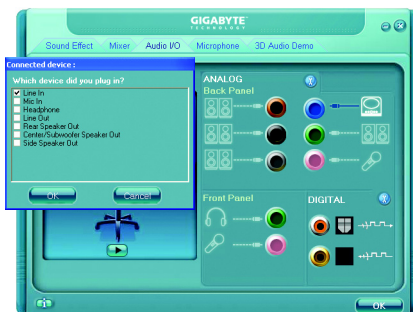 GIGABYTE
TECHNOLOGY
Sound Effect Mixer Audio I/O Microphone 3D Audio Demo
Connected device :
Which device did you plug in?
Line In
Mic In
Headphone
Line Out
Rear Speaker Out
Center/Subwoofer Speaker Out
Side Speaker Out
OK Cancel
ANALOG
Back Panel
Front Panel
DIGITAL
OK